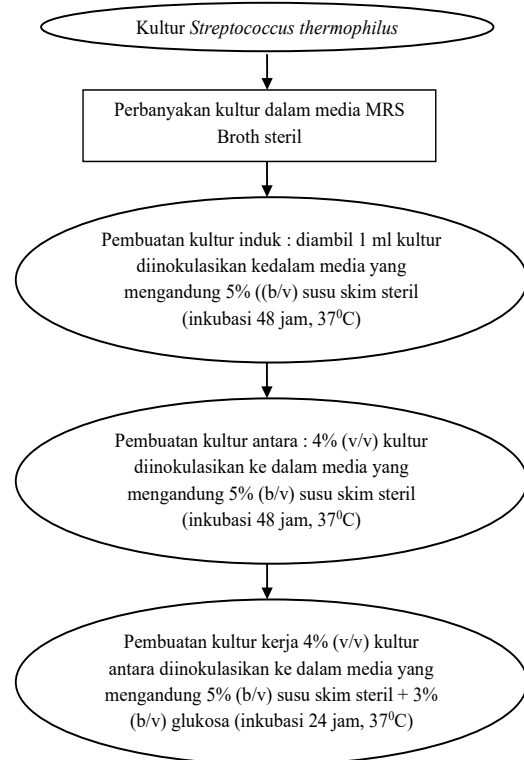 Kultur Streptococcus thermophilus
Perbanyakan kultur dalam media MRS
Broth steril
Pembuatan kultur induk : diambil 1 ml kultur
diinokulasikan kedalam media yang
mengandung 5% ((b/v) susu skim steril
(inkubasi 48 jam, 37⁰C)
Pembuatan kultur antara : 4% (v/v) kultur
diinokulasikan ke dalam media yang
mengandung 5% (b/v) susu skim steril
(inkubasi 48 jam, 37⁰C)
Pembuatan kultur kerja 4% (v/v) kultur
antara diinokulasikan ke dalam media yang
mengandung 5% (b/v) susu skim steril + 3%
(b/v) glukosa (inkubasi 24 jam, 37⁰C)